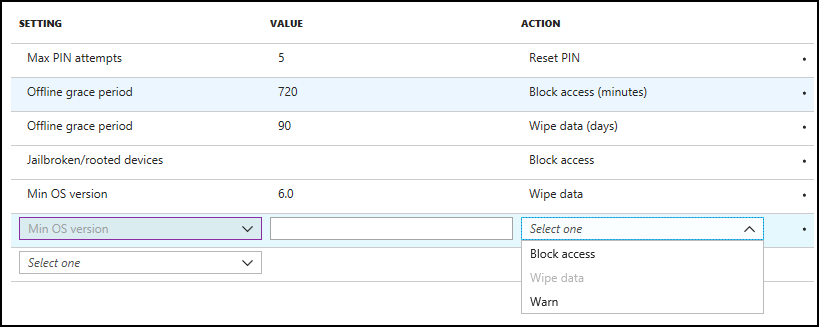 SETTING VALUE ACTION
Max PIN attempts 5 Reset PIN
Offline grace period 720 Block access (minutes)
Offline grace period 90 Wipe data (days)
Jailbroken/rooted devices Block access
Min OS version 6.0 Wipe data
Min OS version Select one
Select one
Block access
Wipe data
Warn